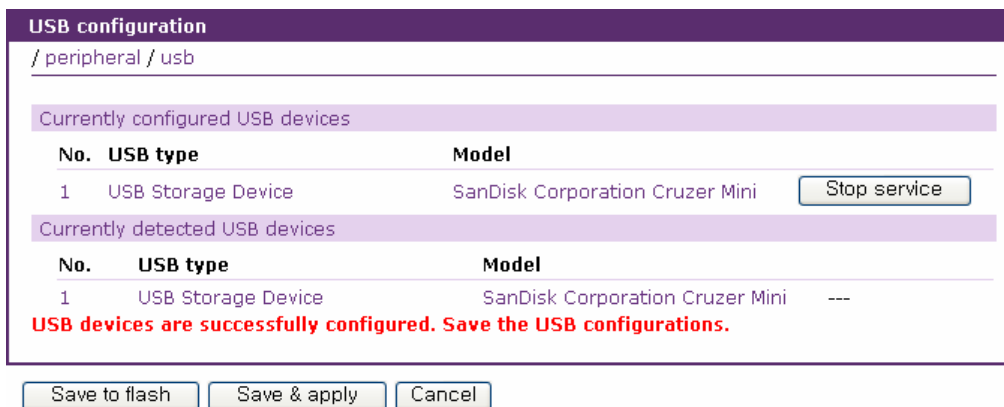 USB configuration
/ peripheral / usb
Currently configured USB devices
No. USB type Model
1 USB Storage Device SanDisk Corporation Cruzer Mini Stop service
Currently detected USB devices
No. USB type Model
1 USB Storage Device SanDisk Corporation Cruzer Mini ---
USB devices are successfully configured. Save the USB configurations.
Save to flash Save & apply Cancel